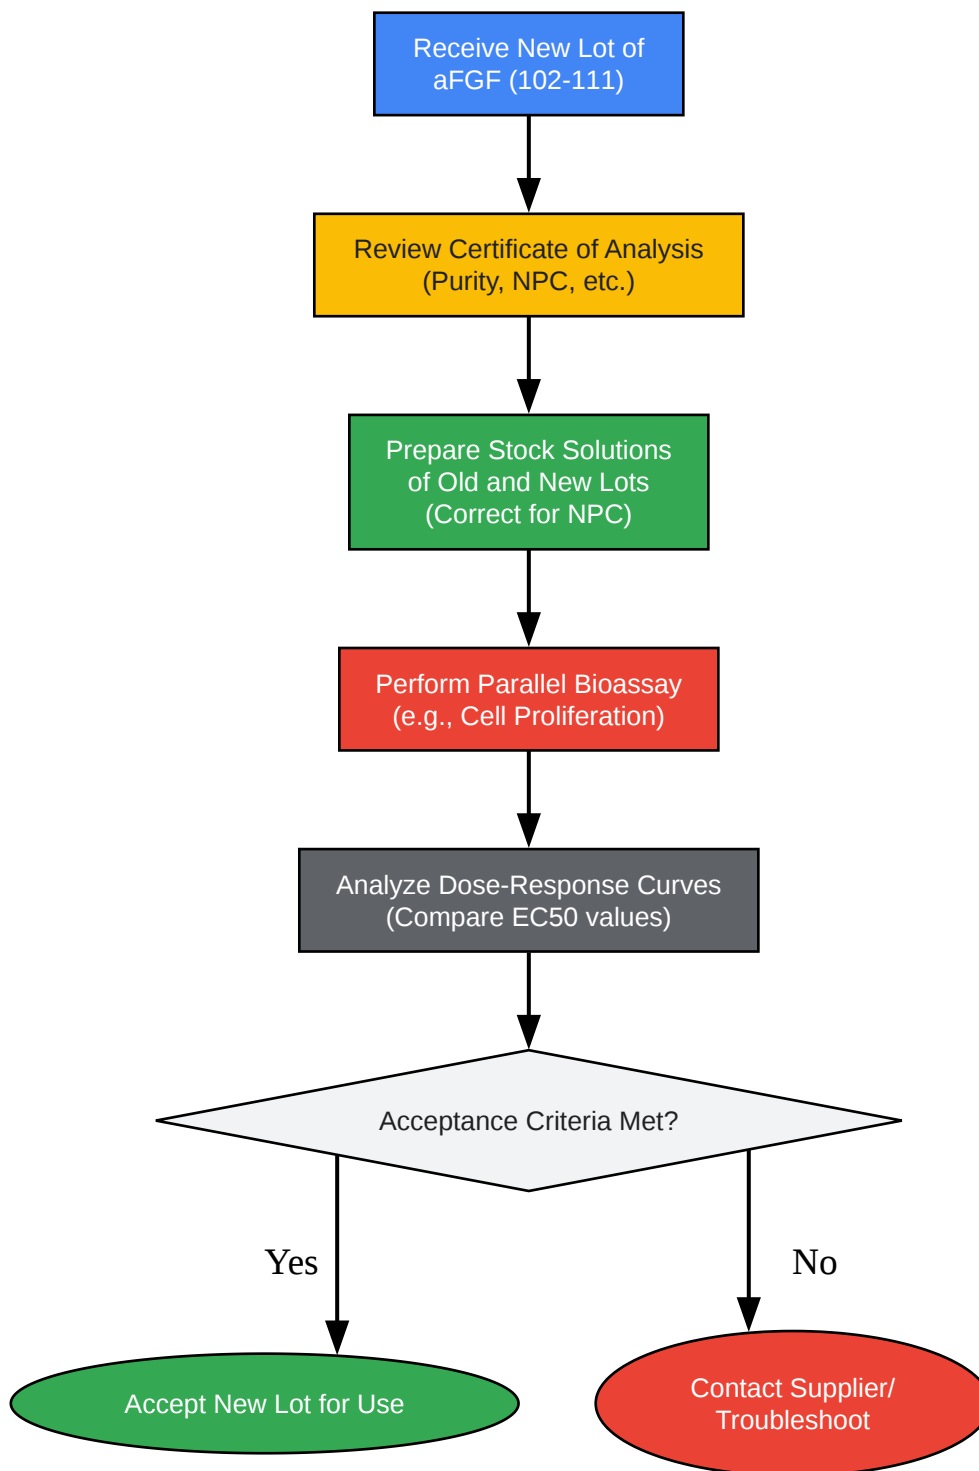 Receive New Lot of
aFGF (102-111)
Review Certificate of Analysis
(Purity, NPC, etc.)
Prepare Stock Solutions
of Old and New Lots
(Correct for NPC)
Perform Parallel Bioassay
(e.g., Cell Proliferation)
Analyze Dose-Response Curves
(Compare EC50 values)
Acceptance Criteria Met?
Yes
No
Accept New Lot for Use
Contact Supplier/
Troubleshoot